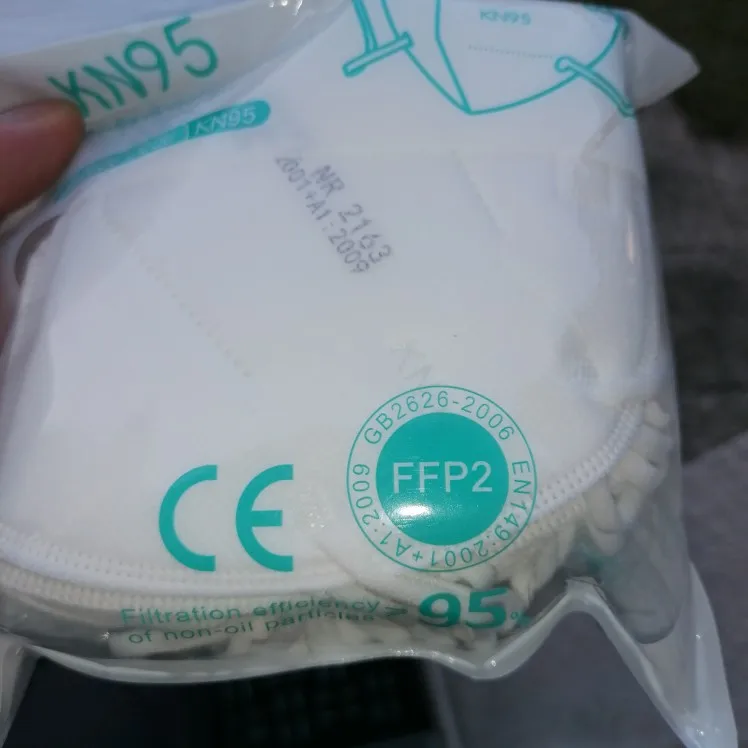 KN95
KN95
KN95
NR 2163
2001+A1:2009
GB2626-2006 EN149:2001+A1:2009
FFP2
CE
Filtration efficiency
of non-oil particles > 95%